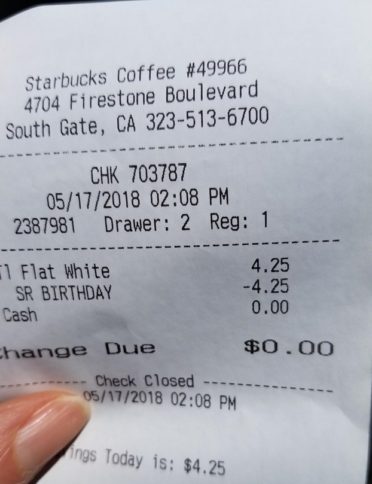 Starbucks Coffee #49966
4704 Firestone Boulevard
South Gate, CA 323-513-6700
CHK 703787
05/17/2018 02:08 PM
2387981 Drawer: 2 Reg: 1
Tl Flat White 4.25
SR BIRTHDAY -4.25
Cash 0.00
Change Due $0.00
Check Closed
05/17/2018 02:08 PM
ings Today is: $4.25